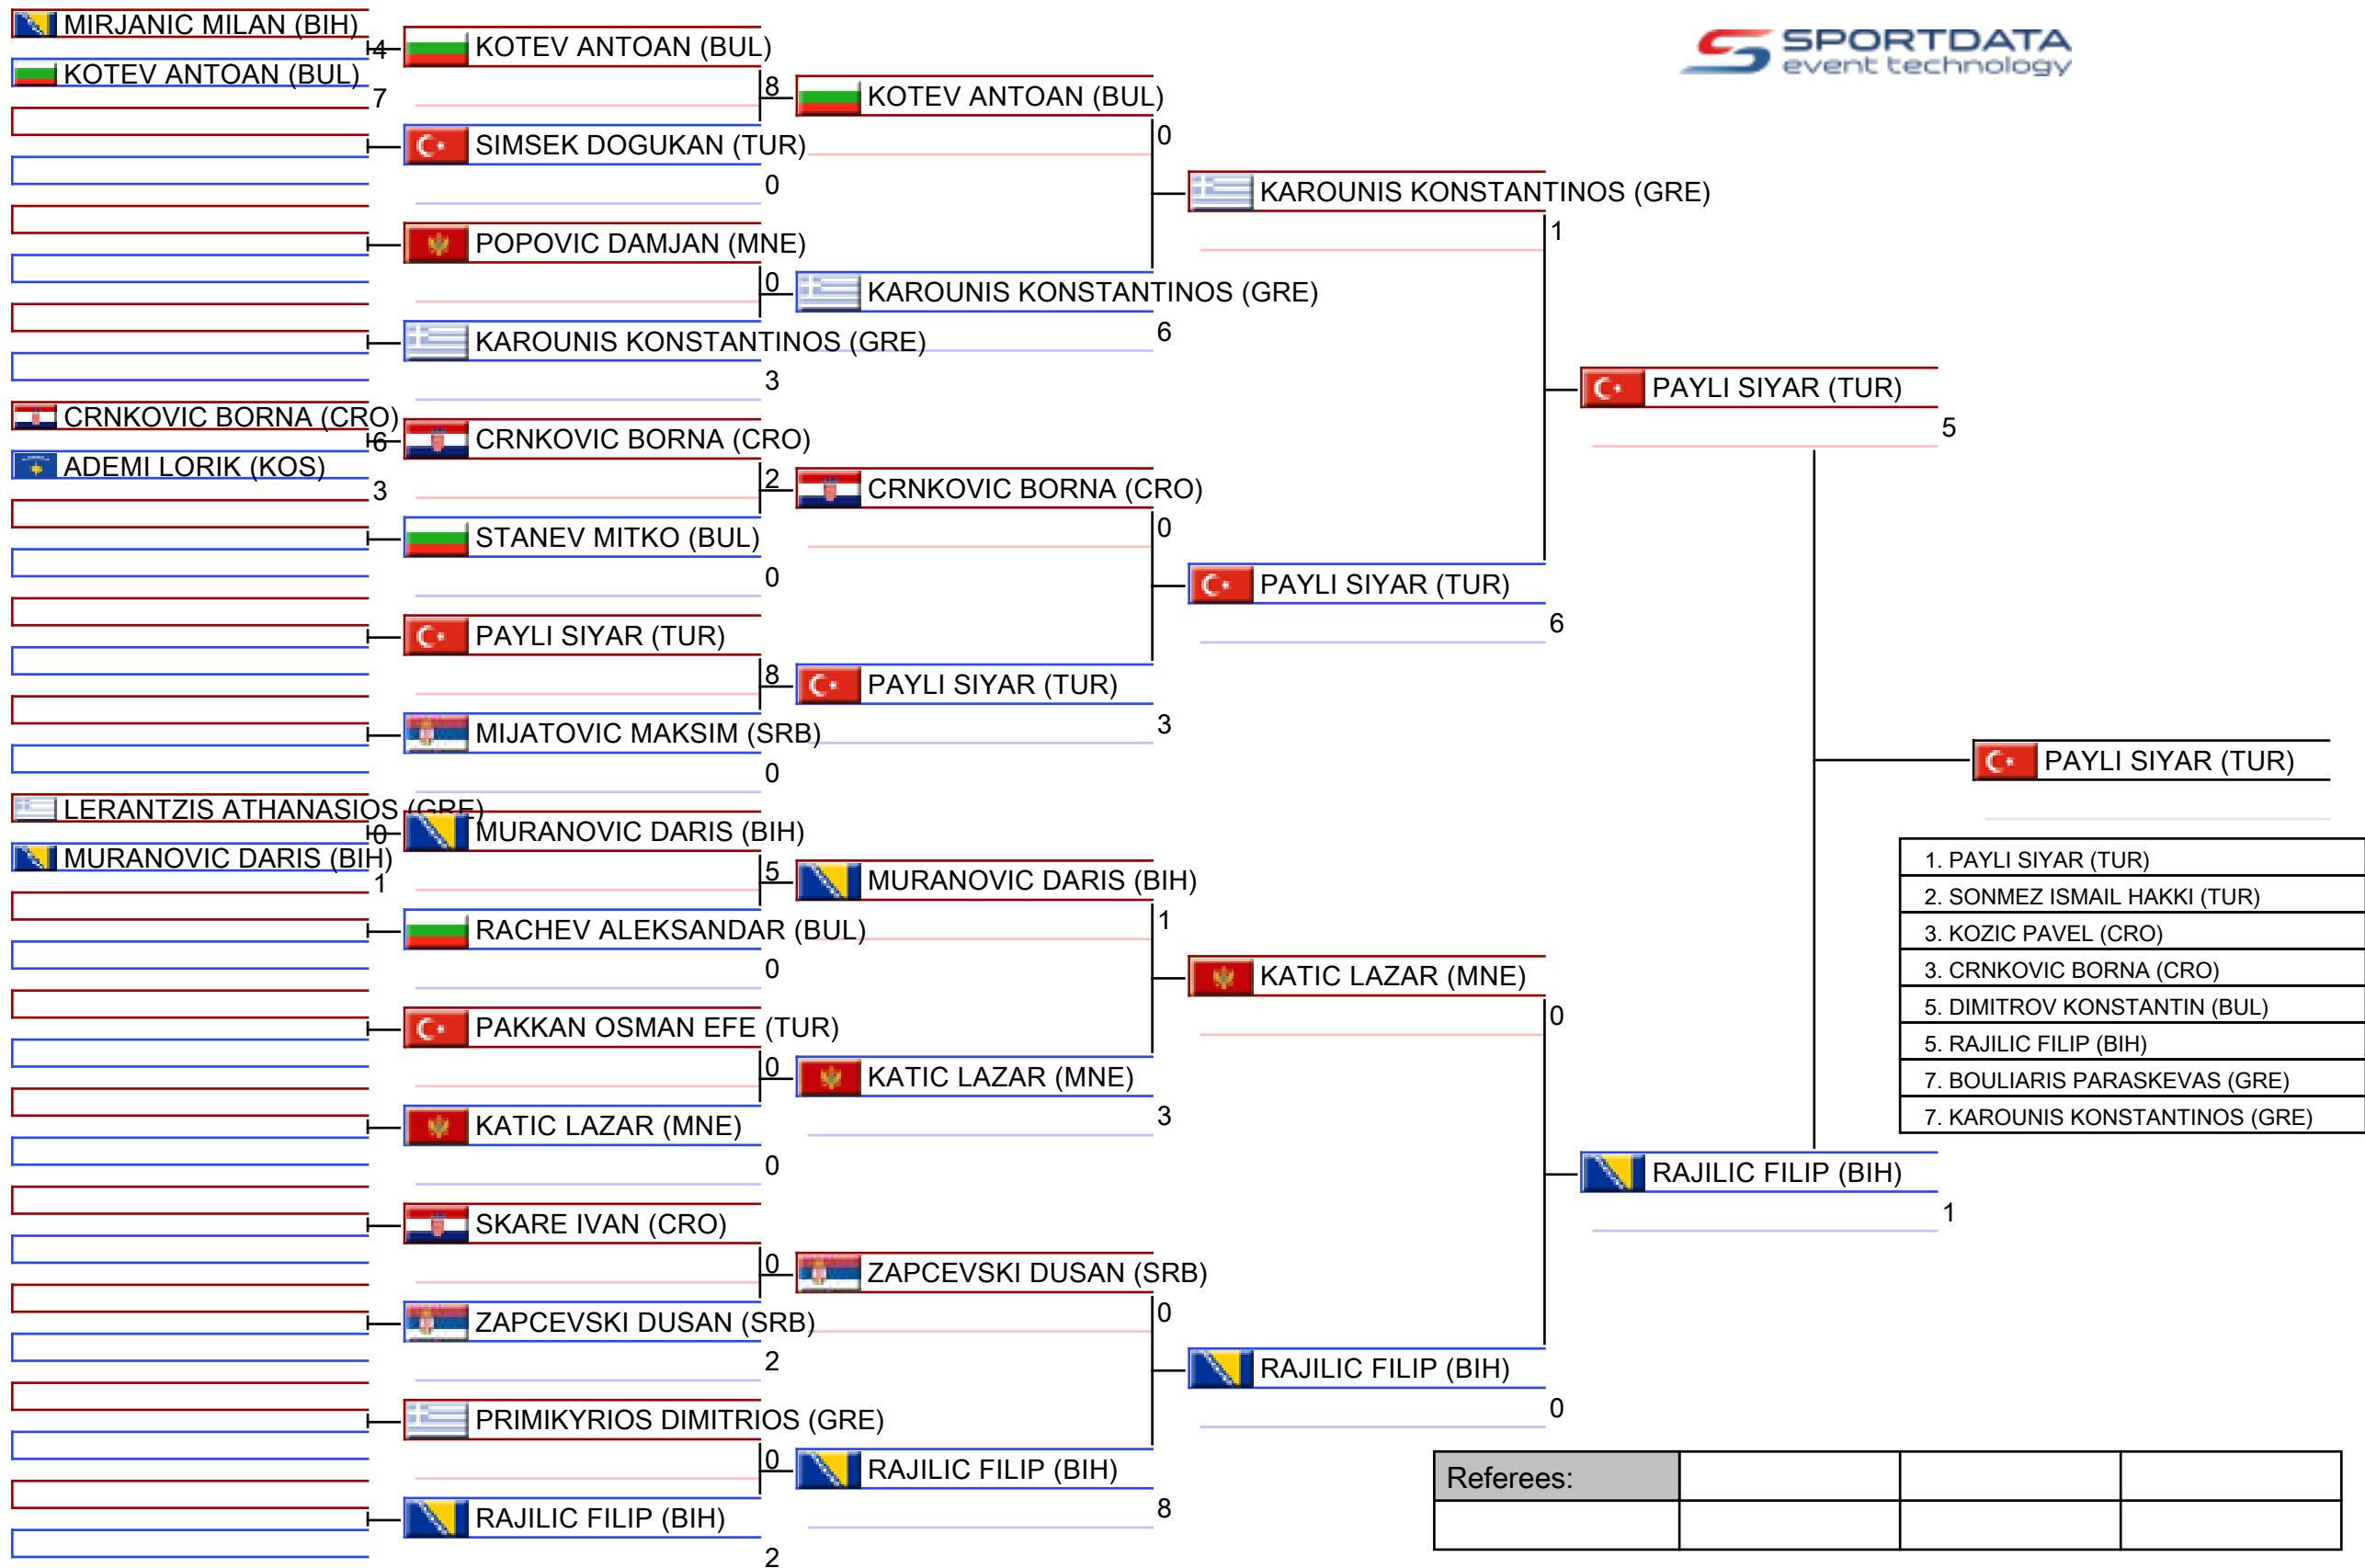 MIRJANIC MILAN (BIH)
4
KOTEV ANTOAN (BUL)
7
CRNKOVIC BORNA (CRO)
6
ADEMI LORIK (KOS)
3
LERANTZIS ATHANASIOS (GRE)
0
MURANOVIC DARIS (BIH)
1
KOTEV ANTOAN (BUL)
8
SIMSEK DOGUKAN (TUR)
0
POPOVIC DAMJAN (MNE)
0
KAROUNIS KONSTANTINOS (GRE)
3
CRNKOVIC BORNA (CRO)
2
STANEV MITKO (BUL)
0
PAYLI SIYAR (TUR)
8
MIJATOVIC MAKSIM (SRB)
0
MURANOVIC DARIS (BIH)
5
RACHEV ALEKSANDAR (BUL)
0
PAKKAN OSMAN EFE (TUR)
0
KATIC LAZAR (MNE)
0
SKARE IVAN (CRO)
0
ZAPCEVSKI DUSAN (SRB)
2
PRIMIKYRIOS DIMITRIOS (GRE)
0
RAJILIC FILIP (BIH)
2
KOTEV ANTOAN (BUL)
0
KAROUNIS KONSTANTINOS (GRE)
6
CRNKOVIC BORNA (CRO)
0
PAYLI SIYAR (TUR)
3
MURANOVIC DARIS (BIH)
1
KATIC LAZAR (MNE)
3
ZAPCEVSKI DUSAN (SRB)
0
RAJILIC FILIP (BIH)
8
KAROUNIS KONSTANTINOS (GRE)
1
PAYLI SIYAR (TUR)
6
KATIC LAZAR (MNE)
0
RAJILIC FILIP (BIH)
0
PAYLI SIYAR (TUR)
5
RAJILIC FILIP (BIH)
1
PAYLI SIYAR (TUR)
SPORTDATA
event technology
1. PAYLI SIYAR (TUR)
2. SONMEZ ISMAIL HAKKI (TUR)
3. KOZIC PAVEL (CRO)
3. CRNKOVIC BORNA (CRO)
5. DIMITROV KONSTANTIN (BUL)
5. RAJILIC FILIP (BIH)
7. BOULIARIS PARASKEVAS (GRE)
7. KAROUNIS KONSTANTINOS (GRE)
Referees: